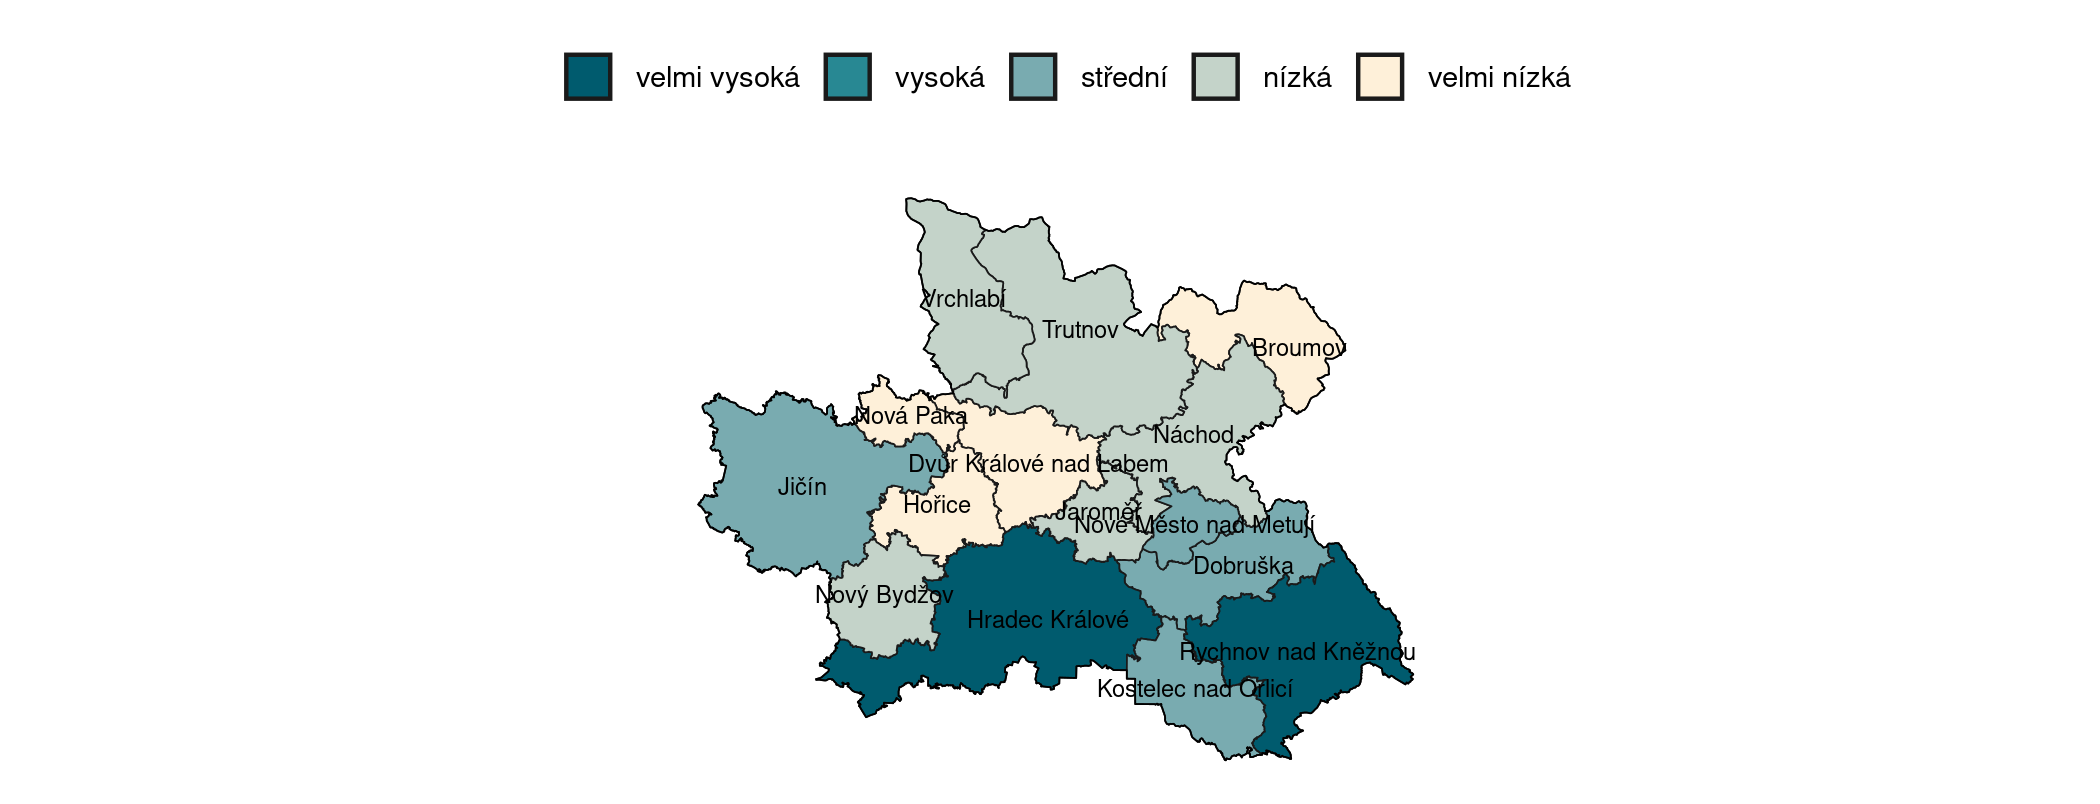 velmi vysoká vysoká střední nízká velmi nízká
Vrchlabí
Trutnov
Broumov
Nová Paka
Náchod
Dvůr Králové nad Labem
Jičín
Hořice
Jaroměř
Nové Město nad Metují
Dobruška
Nový Bydžov
Hradec Králové
Rychnov nad Kněžnou
Kostelec nad Orlicí